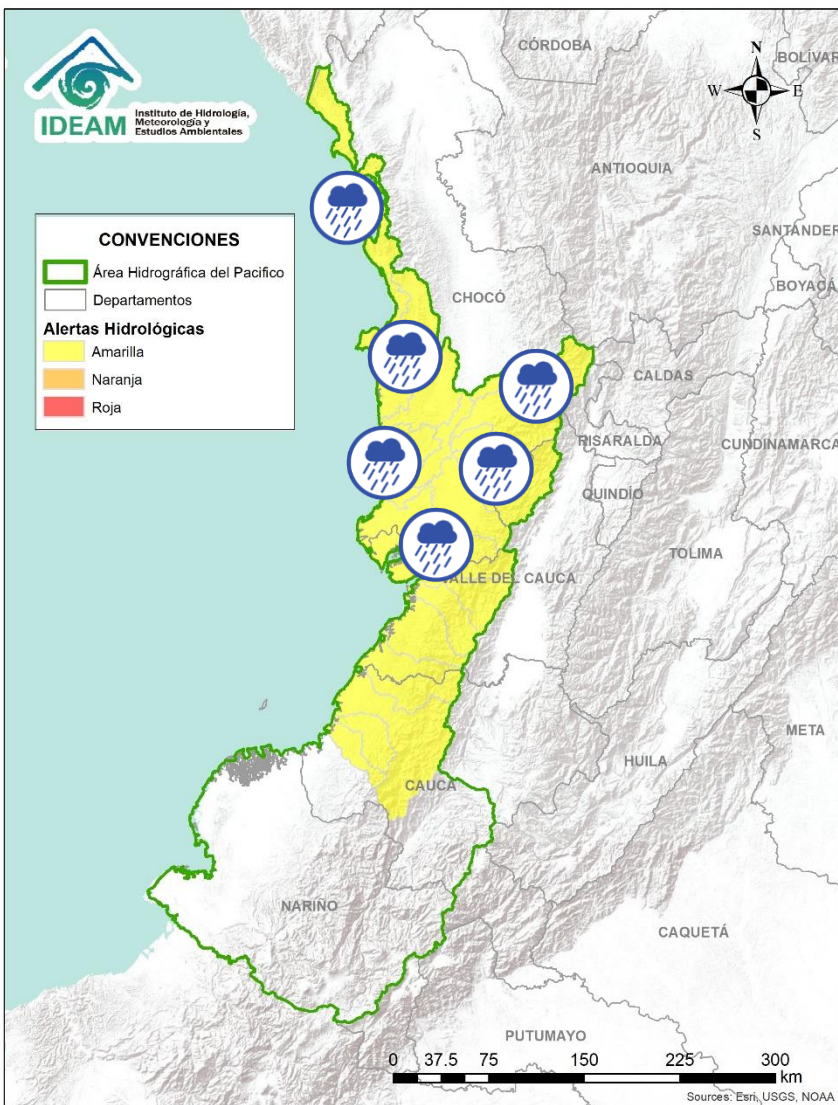 IDEAM
Instituto de Hidrología,
Meteorología y
Estudios Ambientales
CÓRDOBA
BOLÍVAR
N
W
E
S
ANTIOQUIA
SANTANDER
BOYACÁ
CONVENCIONES
Área Hidrográfica del Pacifico
Departamentos
Alertas Hidrológicas
Amarilla
Naranja
Roja
CHOCÓ
CALDAS
RISARALDA
CUNDINAMARCA
QUINDÍO
TOLIMA
VALLE DEL CAUCA
META
HUILA
CAUCA
NARIÑO
CAQUETÁ
PUTUMAYO
0 37.5 75 150 225 300
km
Sources: Esri, USGS, NOAA